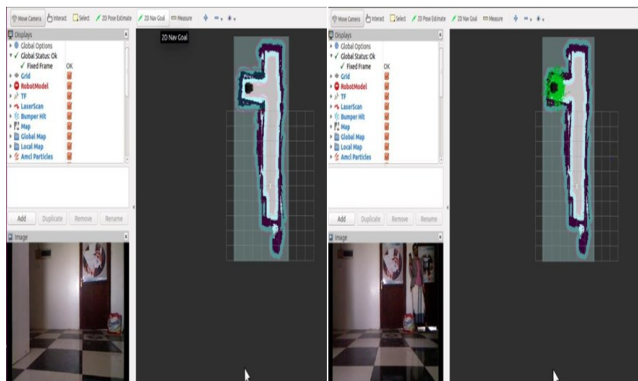 Move Camera Interact Select 2D Pose Estimate 2D Nav Goal Measure
2D Nav Goal
Displays
Global Options
Global Status: Ok
Fixed Frame OK
Grid
RobotModel
TF
LaserScan
Bumper Hit
Map
Global Map
Local Map
Amcl Particles
Add Duplicate Remove Rename
Image
Move Camera Interact Select 2D Pose Estimate 2D Nav Goal Measure
Displays
Global Options
Global Status: Ok
Fixed Frame OK
Grid
RobotModel
TF
LaserScan
Bumper Hit
Map
Global Map
Local Map
Amcl Particles
Add Duplicate Remove Rename
Image